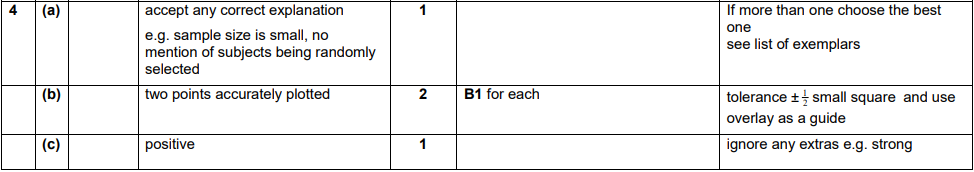 4 (a) accept any correct explanation 1 If more than one choose the best
one
e.g. sample size is small, no see list of exemplars
mention of subjects being randomly
selected
(b) two points accurately plotted 2 B1 for each tolerance ± 1/2 small square and use
overlay as a guide
(c) positive 1 ignore any extras e.g. strong